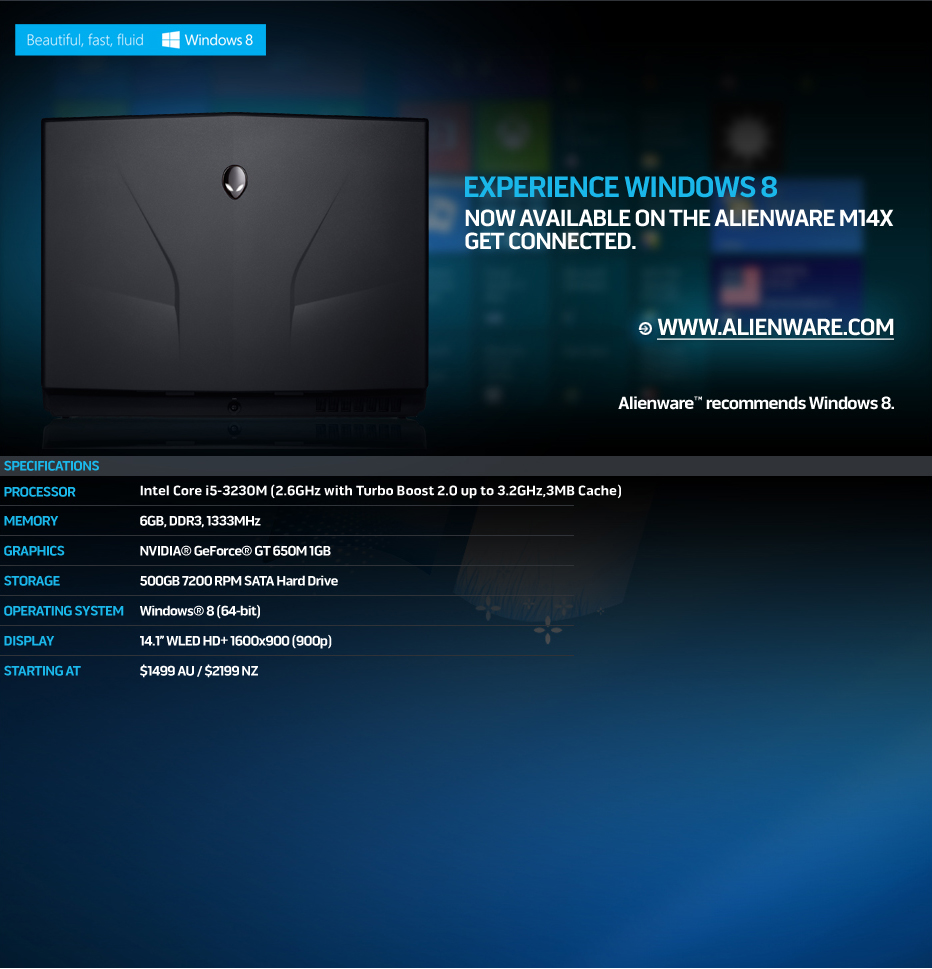 Beautiful, fast, fluid Windows 8
EXPERIENCE WINDOWS 8
NOW AVAILABLE ON THE ALIENWARE M14X
GET CONNECTED.
WWW.ALIENWARE.COM
Alienware™ recommends Windows 8.
SPECIFICATIONS
PROCESSOR Intel Core i5-3230M (2.6GHz with Turbo Boost 2.0 up to 3.2GHz,3MB Cache)
MEMORY 6GB, DDR3, 1333MHz
GRAPHICS NVIDIA® GeForce® GT 650M 1GB
STORAGE 500GB 7200 RPM SATA Hard Drive
OPERATING SYSTEM Windows® 8 (64-bit)
DISPLAY 14.1” WLED HD+ 1600x900 (900p)
STARTING AT $1499 AU / $2199 NZ